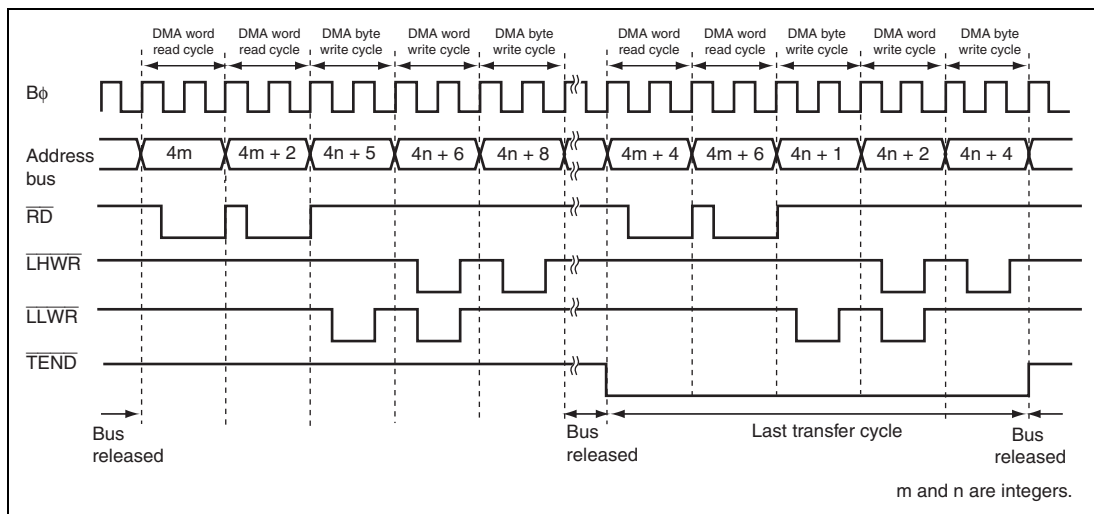 DMA word read cycle
DMA word read cycle
DMA byte write cycle
DMA word write cycle
DMA byte write cycle
DMA word read cycle
DMA word read cycle
DMA byte write cycle
DMA word write cycle
DMA byte write cycle
Bϕ
Address bus
4m
4m + 2
4n + 5
4n + 6
4n + 8
4m + 4
4m + 6
4n + 1
4n + 2
4n + 4
RD
LHWR
LLWR
TEND
Bus released
Bus released
Last transfer cycle
Bus released
m and n are integers.